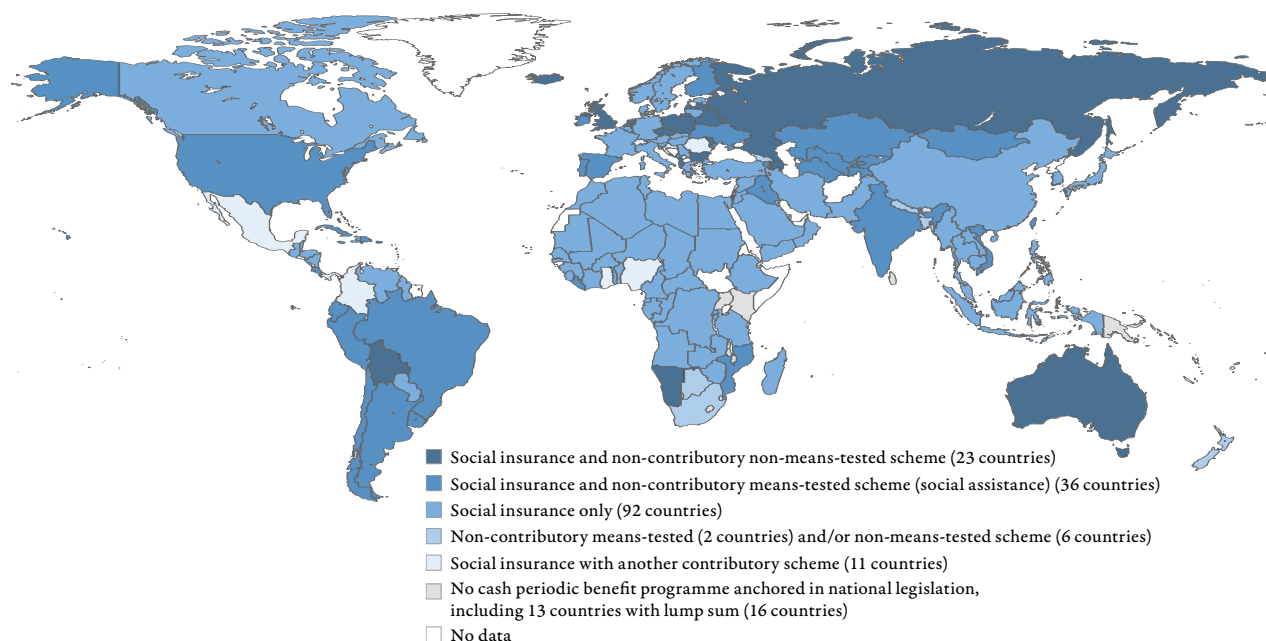 Social insurance and non-contributory non-means-tested scheme (23 countries)
Social insurance and non-contributory means-tested scheme (social assistance) (36 countries)
Social insurance only (92 countries)
Non-contributory means-tested (2 countries) and/or non-means-tested scheme (6 countries)
Social insurance with another contributory scheme (11 countries)
No cash periodic benefit programme anchored in national legislation,
including 13 countries with lump sum (16 countries)
No data